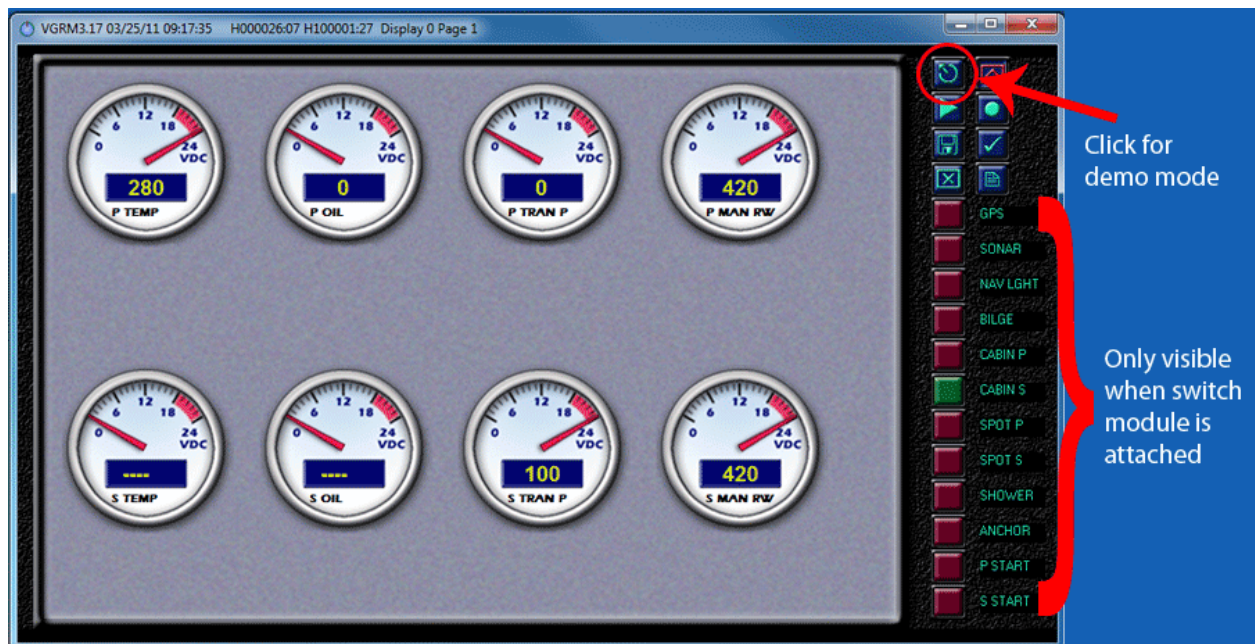 VGRM3.17 03/25/11 09:17:35 H000026:07 H100001:27 Display 0 Page 1
0 6 12 18 24
VDC
280
P TEMP
0 6 12 18 24
VDC
0
P OIL
0 6 12 18 24
VDC
0
P TRAN P
0 6 12 18 24
VDC
420
P MAN RW
0 6 12 18 24
VDC
----
S TEMP
0 6 12 18 24
VDC
----
S OIL
0 6 12 18 24
VDC
100
S TRAN P
0 6 12 18 24
VDC
420
S MAN RW
Click for
demo mode
GPS
SONAR
NAV LGHT
BILGE
CABIN P
CABIN S
SPOT P
SPOT S
SHOWER
ANCHOR
P START
S START
Only visible
when switch
module is
attached